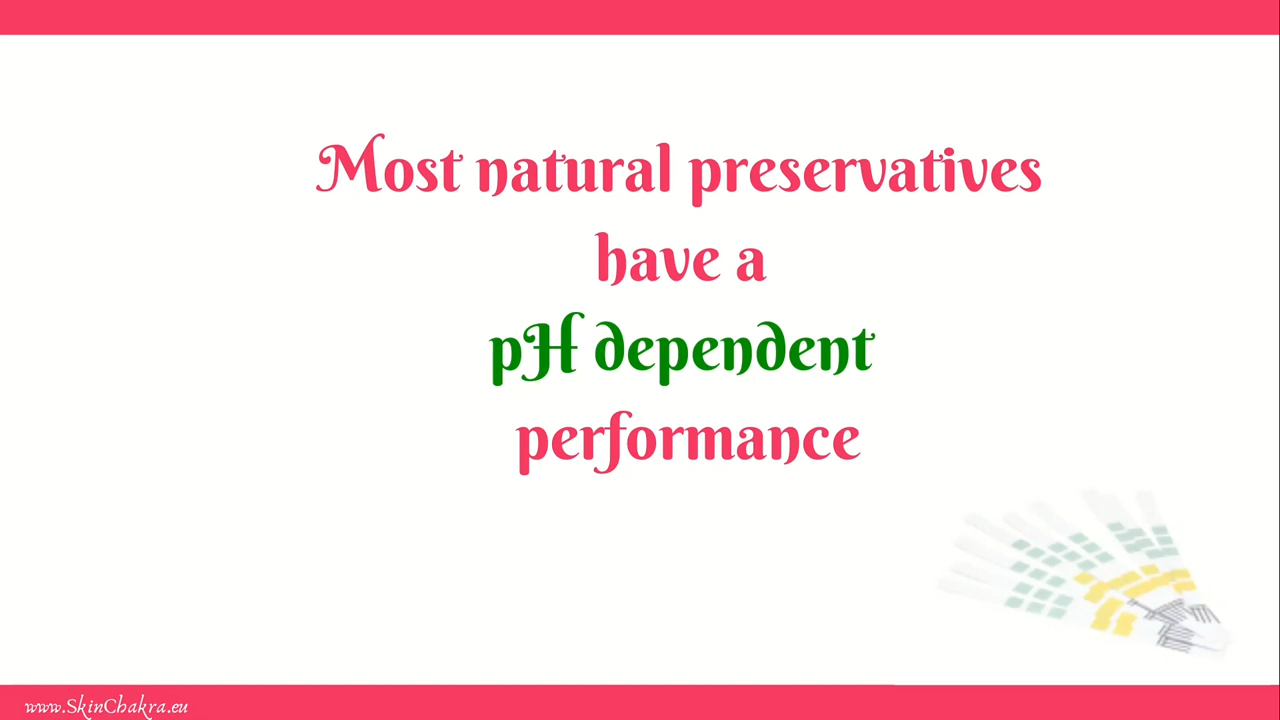 Most natural preservatives
have a
pH dependent
performance
www.SkinChakra.eu